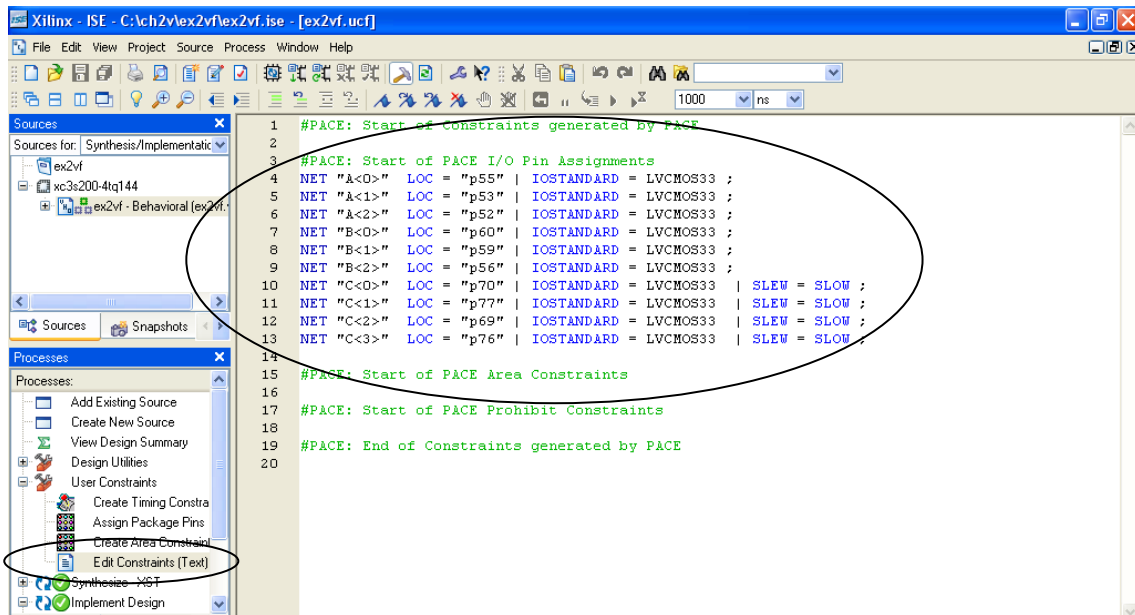 Xilinx - ISE - C:\ch2v\ex2vf\ex2vf.ise - [ex2vf.ucf]
File Edit View Project Source Process Window Help
1000 ns
Sources
Sources for: Synthesis/Implementatic
ex2vf
xc3s200-4tq144
ex2vf - Behavioral (ex2vf.
Sources Snapshots
Processes
Processes:
Add Existing Source
Create New Source
View Design Summary
Design Utilities
User Constraints
Create Timing Constra
Assign Package Pins
Create Area Constraint
Edit Constraints (Text)
Synthesize - XST
Implement Design
1 #PACE: Start of Constraints generated by PACE
2
3 #PACE: Start of PACE I/O Pin Assignments
4 NET "A<0>" LOC = "p55" | IOSTANDARD = LVCMOS33 ;
5 NET "A<1>" LOC = "p53" | IOSTANDARD = LVCMOS33 ;
6 NET "A<2>" LOC = "p52" | IOSTANDARD = LVCMOS33 ;
7 NET "B<0>" LOC = "p60" | IOSTANDARD = LVCMOS33 ;
8 NET "B<1>" LOC = "p59" | IOSTANDARD = LVCMOS33 ;
9 NET "B<2>" LOC = "p56" | IOSTANDARD = LVCMOS33 ;
10 NET "C<0>" LOC = "p70" | IOSTANDARD = LVCMOS33 | SLEW = SLOW ;
11 NET "C<1>" LOC = "p77" | IOSTANDARD = LVCMOS33 | SLEW = SLOW ;
12 NET "C<2>" LOC = "p69" | IOSTANDARD = LVCMOS33 | SLEW = SLOW ;
13 NET "C<3>" LOC = "p76" | IOSTANDARD = LVCMOS33 | SLEW = SLOW ;
14
15 #PACE: Start of PACE Area Constraints
16
17 #PACE: Start of PACE Prohibit Constraints
18
19 #PACE: End of Constraints generated by PACE
20